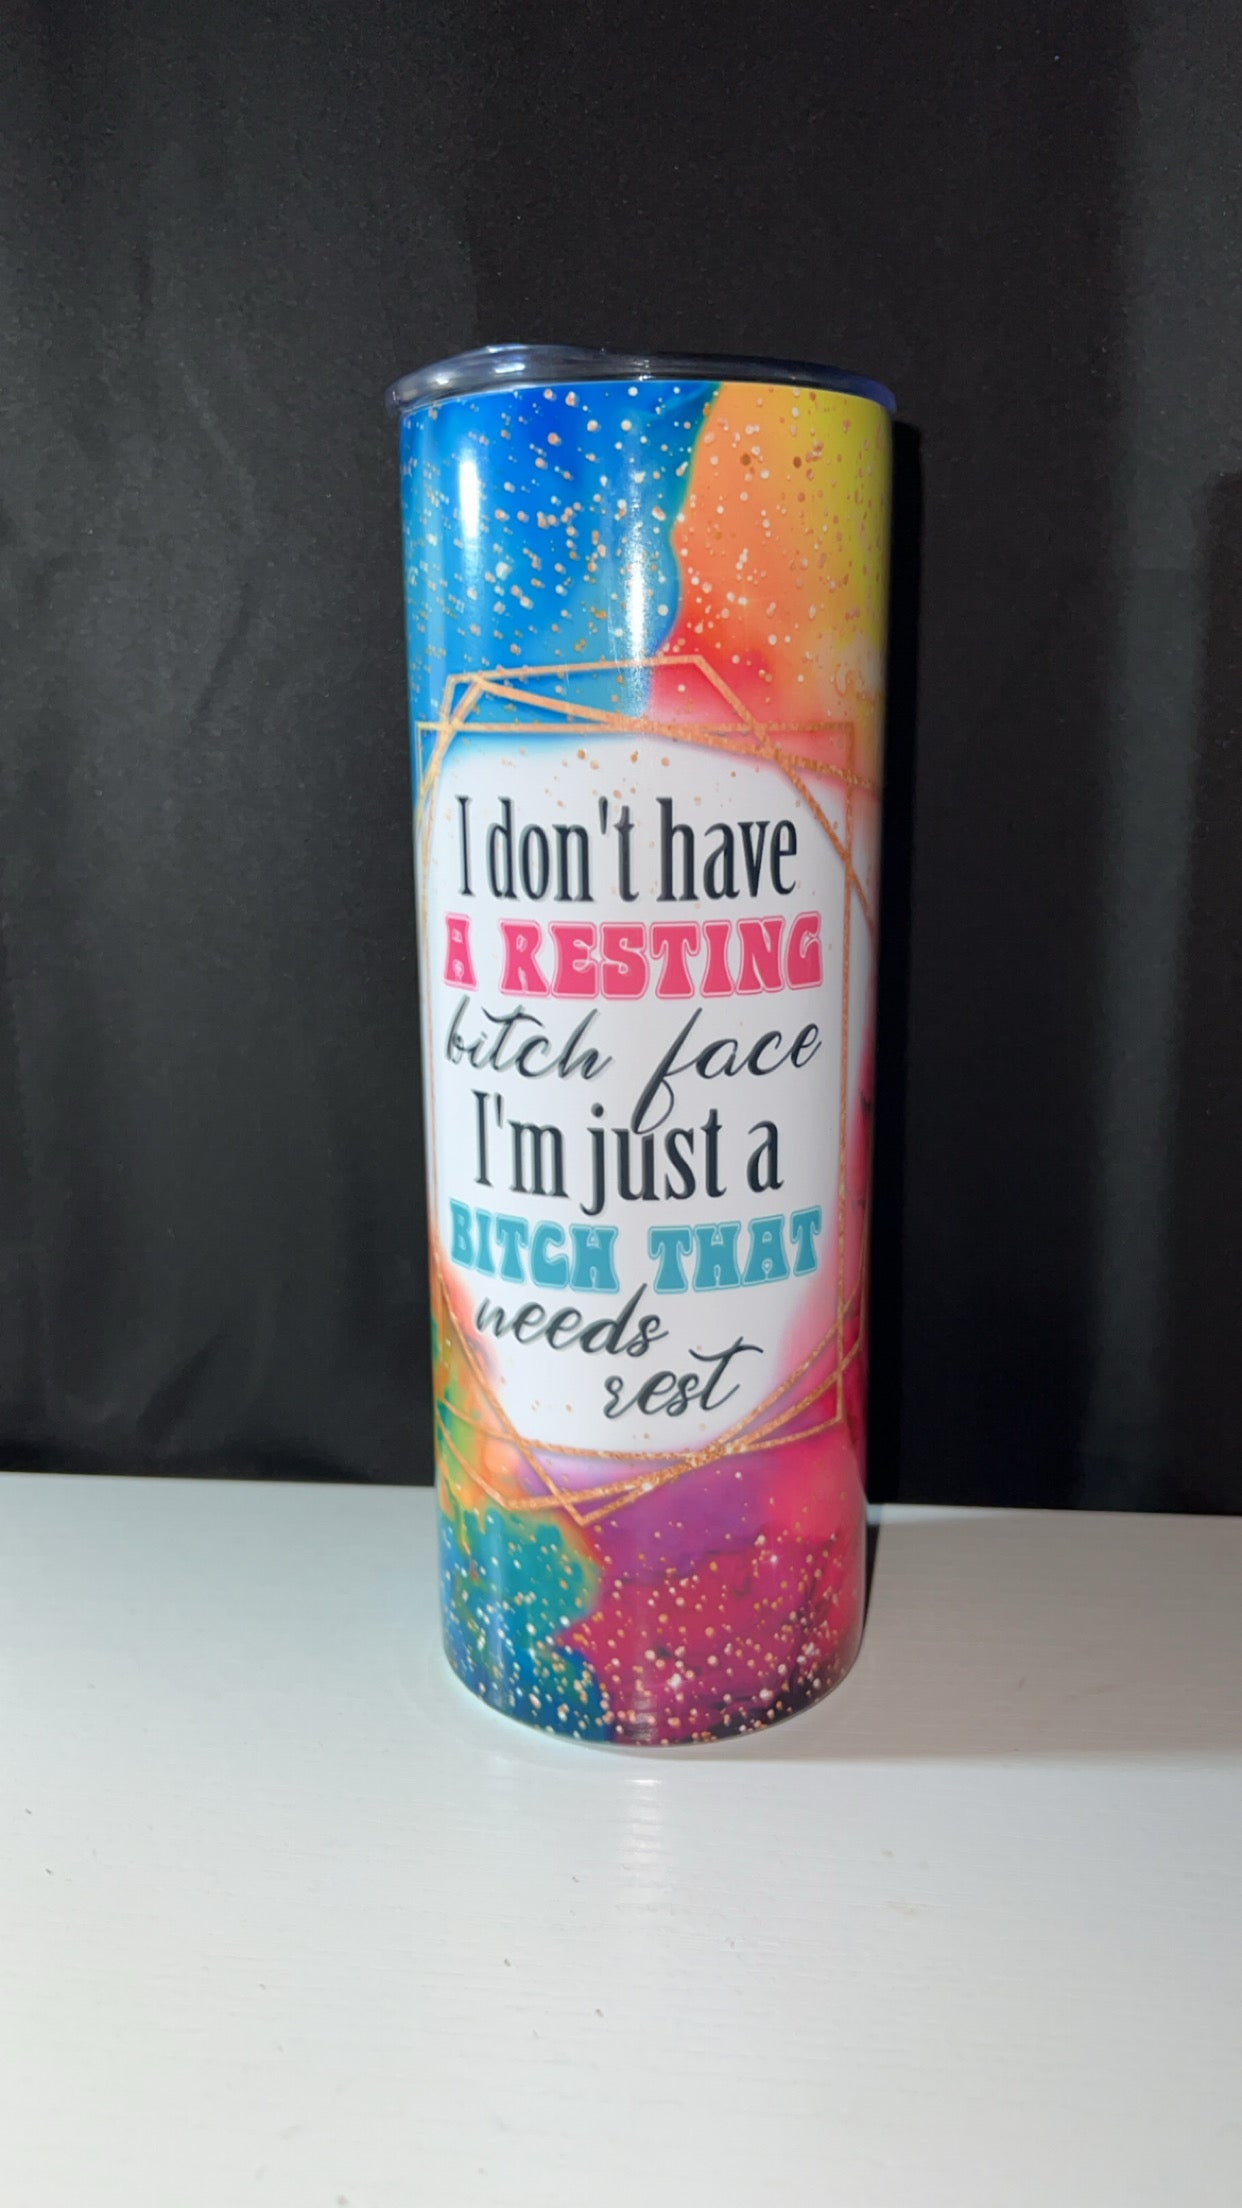 I don't have
A RESTING
bitch face
I'm just a
BITCH THAT
needs
rest